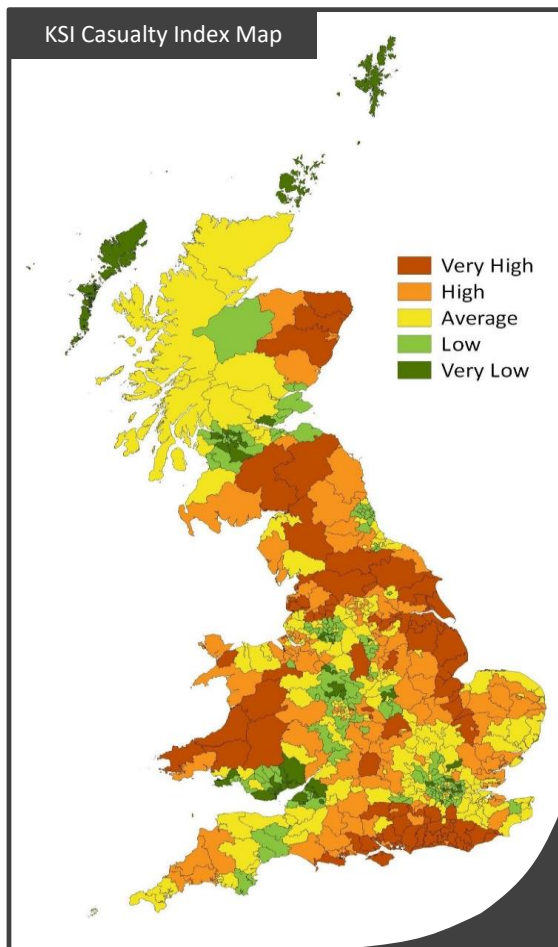 KSI Casualty Index Map
Very High
High
Average
Low
Very Low